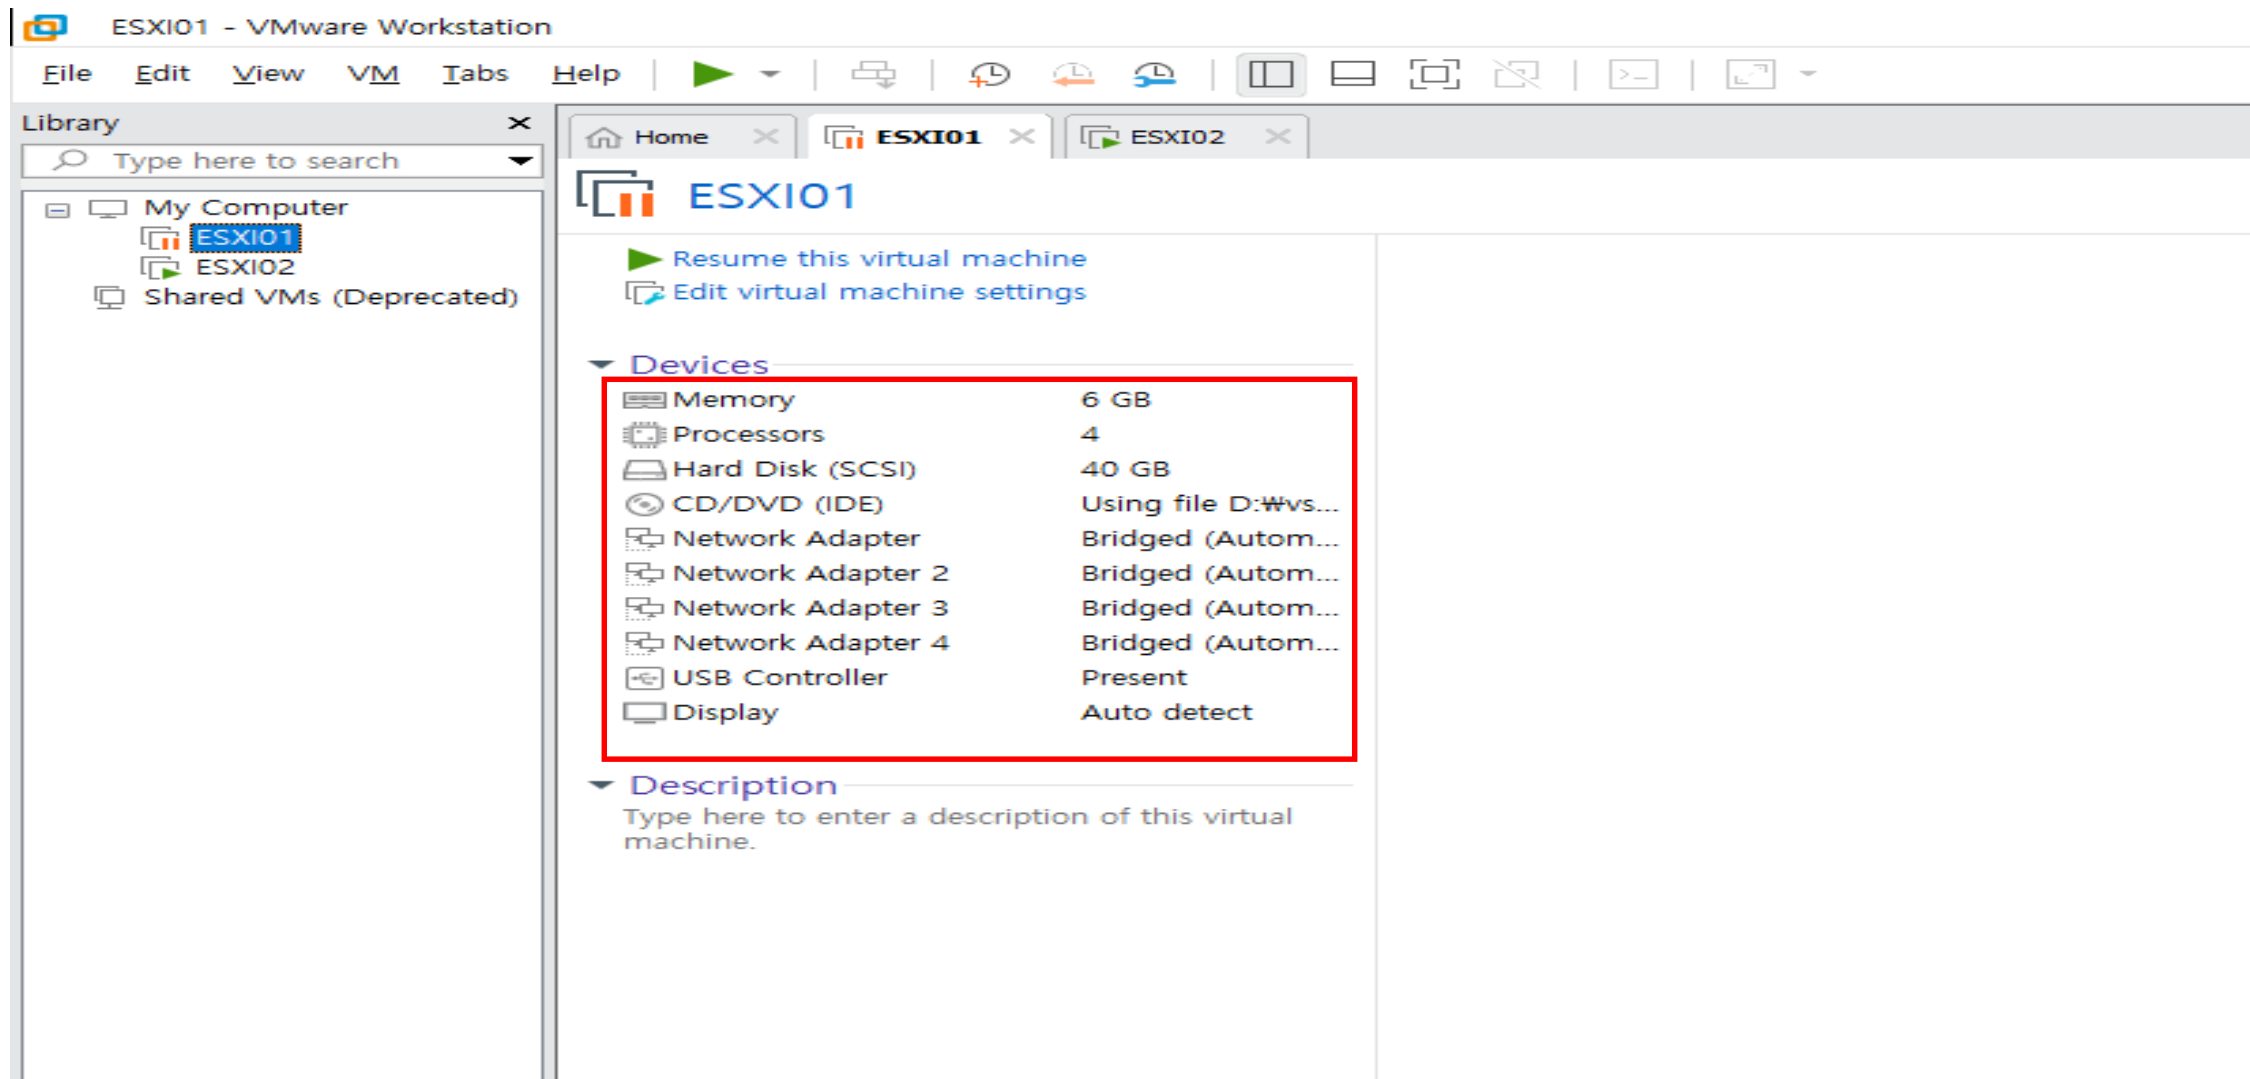 ESXI01 - VMware Workstation
File Edit View VM Tabs Help
Library
Type here to search
My Computer
ESXI01
ESXI02
Shared VMs (Deprecated)
Home ESXI01 ESXI02
ESXI01
Resume this virtual machine
Edit virtual machine settings
Devices
Memory 6 GB
Processors 4
Hard Disk (SCSI) 40 GB
CD/DVD (IDE) Using file D:₩vs...
Network Adapter Bridged (Autom...
Network Adapter 2 Bridged (Autom...
Network Adapter 3 Bridged (Autom...
Network Adapter 4 Bridged (Autom...
USB Controller Present
Display Auto detect
Description
Type here to enter a description of this virtual
machine.